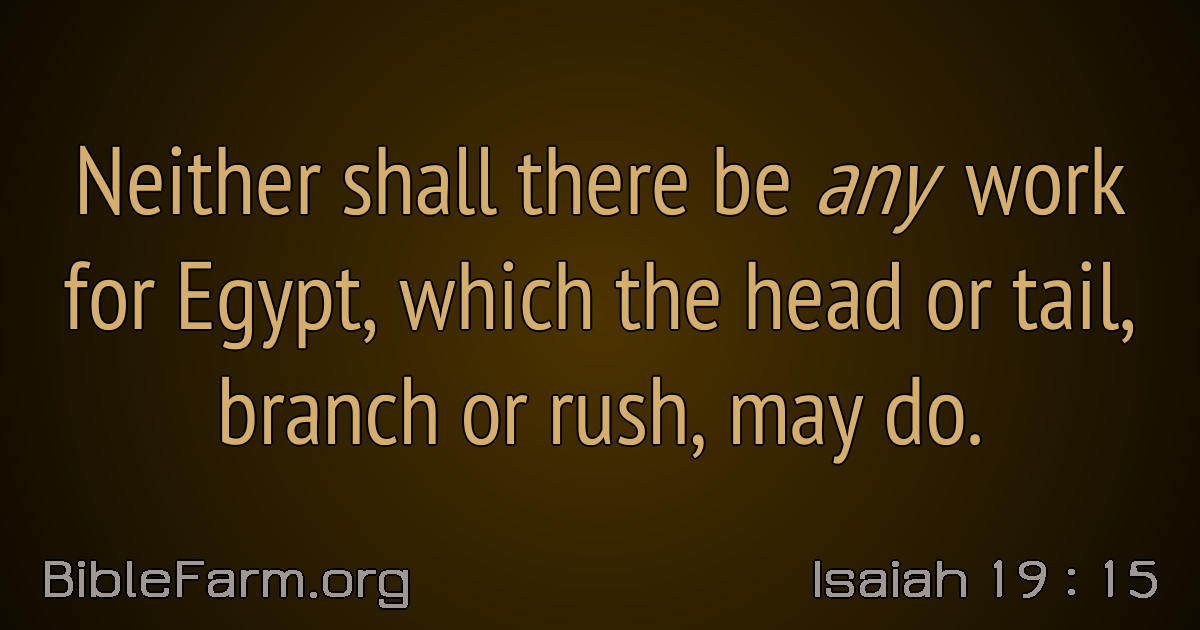 Neither shall there be any work
for Egypt, which the head or tail,
branch or rush, may do.
BibleFarm.org
Isaiah 19 : 15